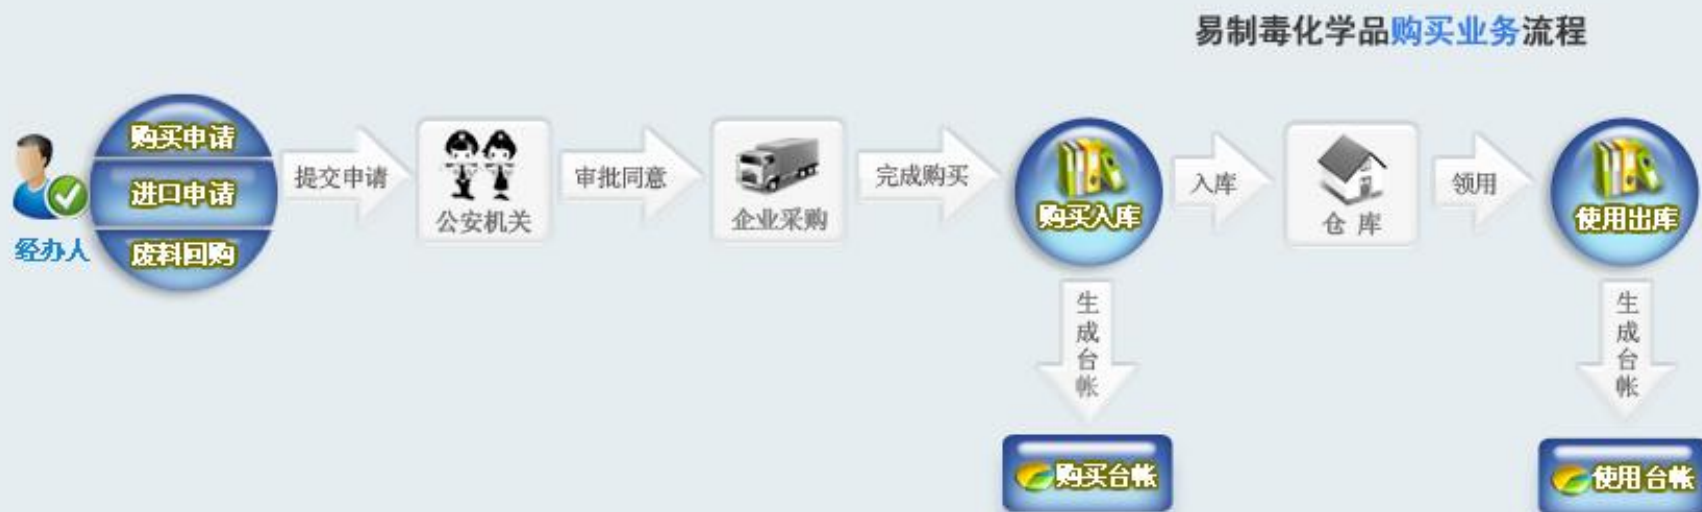 易制毒化学品购买业务流程
购买申请
进口申请
废料回购
经办人
提交申请
公安机关
审批同意
企业采购
完成购买
购买入库
入库
仓库
领用
使用出库
生成台帐
购买台帐
生成台帐
使用台帐